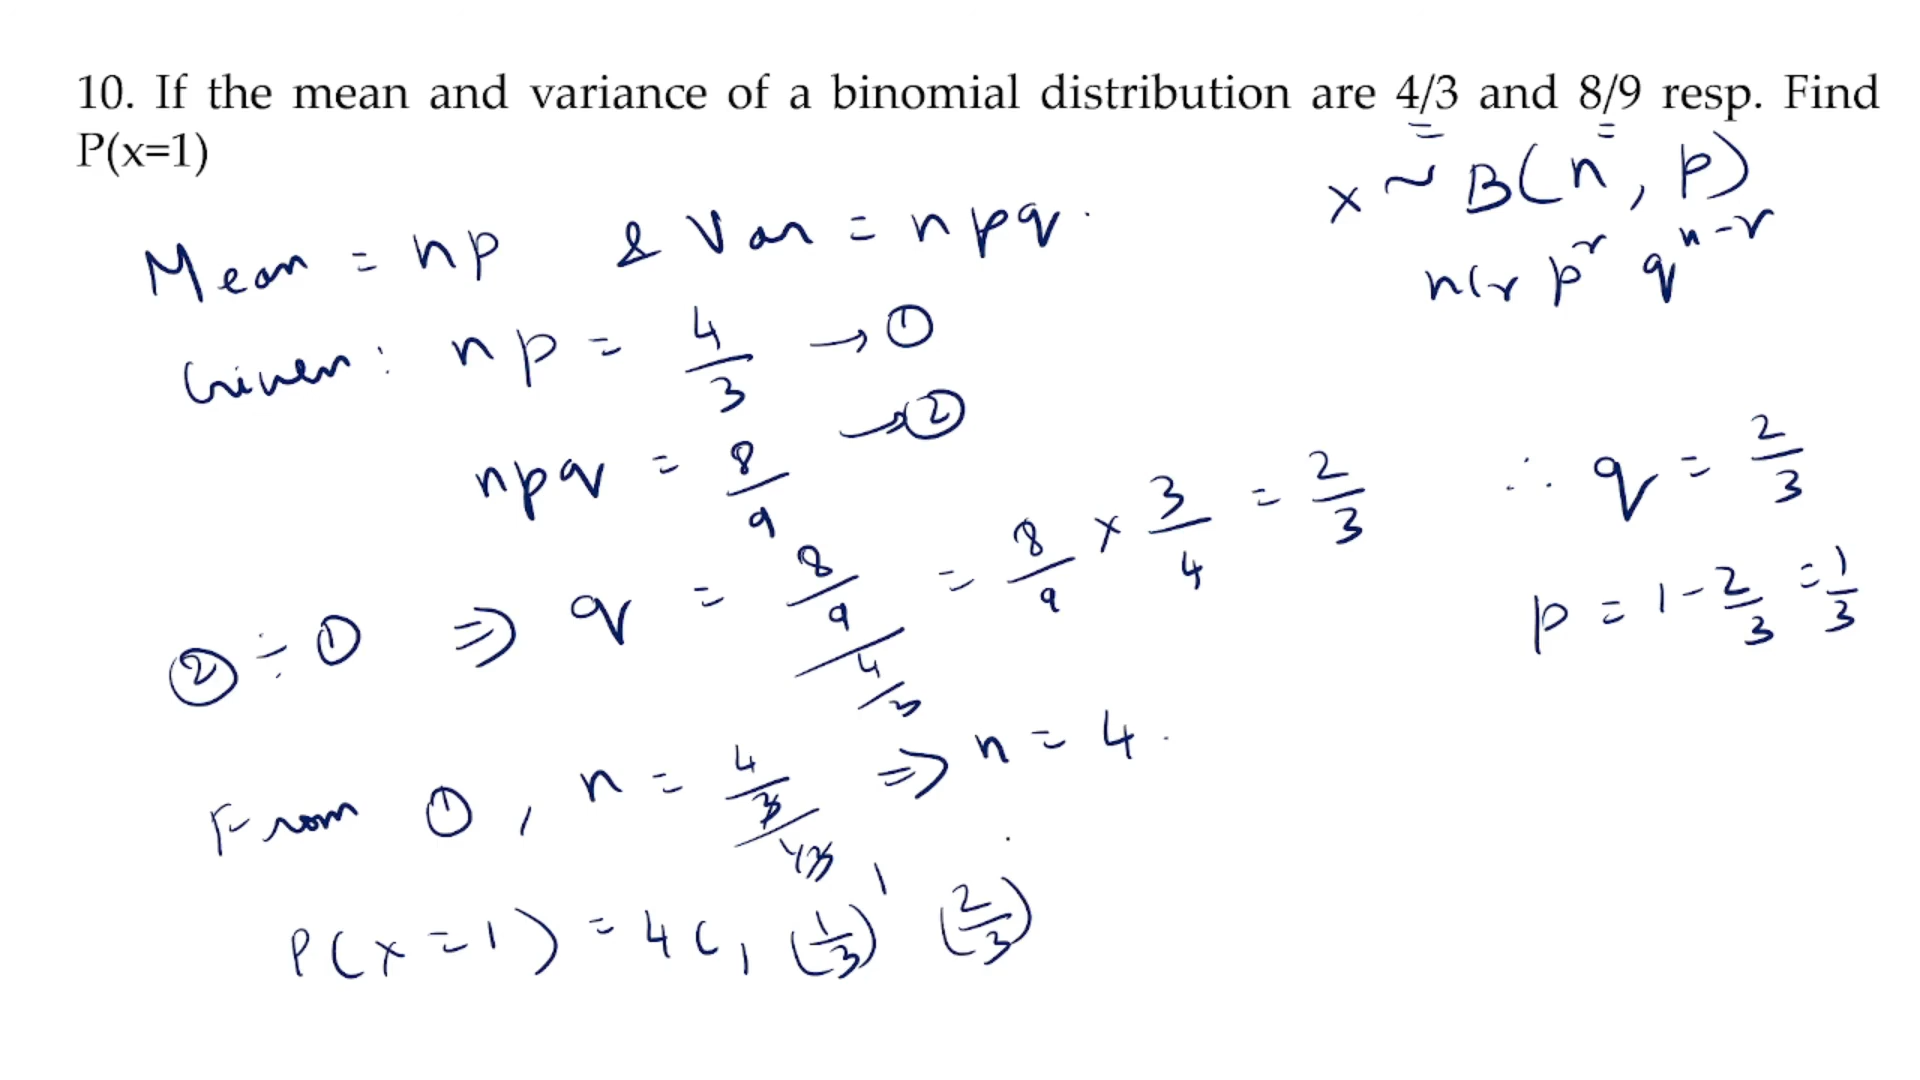 10. If the mean and variance of a binomial distribution are 4/3 and 8/9 resp. Find
P(x=1)
x ~ B(n, p)
nCr p^r q^n-r
Mean = np & Var = npq.
Given: np = 4/3 → ①
npq = 8/9 → ②
② ÷ ① ⇒ q = 8/9 / 4/3 = 8/9 × 3/4 = 2/3 ∴ q = 2/3
p = 1 - 2/3 = 1/3
From ①, n = 4/3 / 1/3 ⇒ n = 4.
P(x=1) = 4C1 (1/3)^1 (2/3)